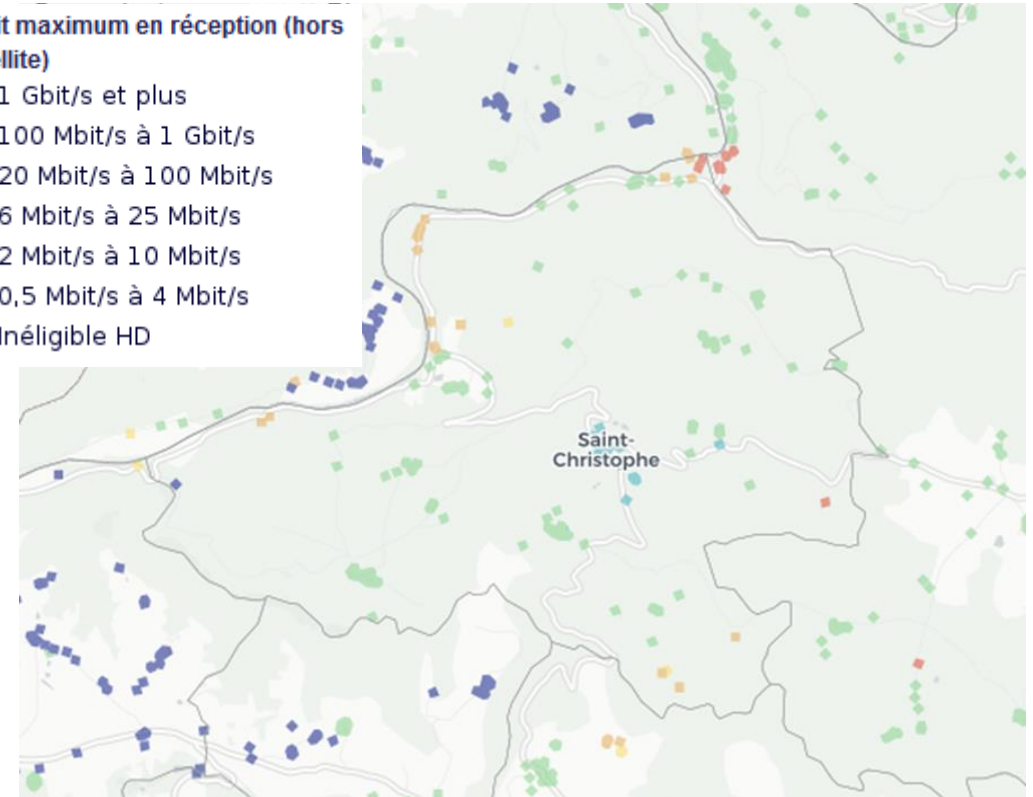 it maximum en réception (hors
llite)
1 Gbit/s et plus
100 Mbit/s à 1 Gbit/s
20 Mbit/s à 100 Mbit/s
6 Mbit/s à 25 Mbit/s
2 Mbit/s à 10 Mbit/s
0,5 Mbit/s à 4 Mbit/s
Inéligible HD
Saint-
Christophe